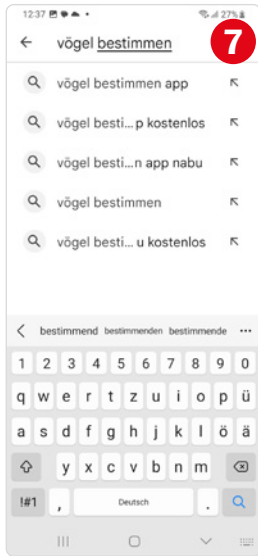 12:37 27%
vögel bestimmen
7
vögel bestimmen app
vögel besti... p kostenlos
vögel besti... n app nabu
vögel bestimmen
vögel besti... u kostenlos
bestimmend bestimmenden bestimmende ...
1 2 3 4 5 6 7 8 9 0
q w e r t z u i o p ü
a s d f g h j k l ö ä
y x c v b n m
!#1 , Deutsch .